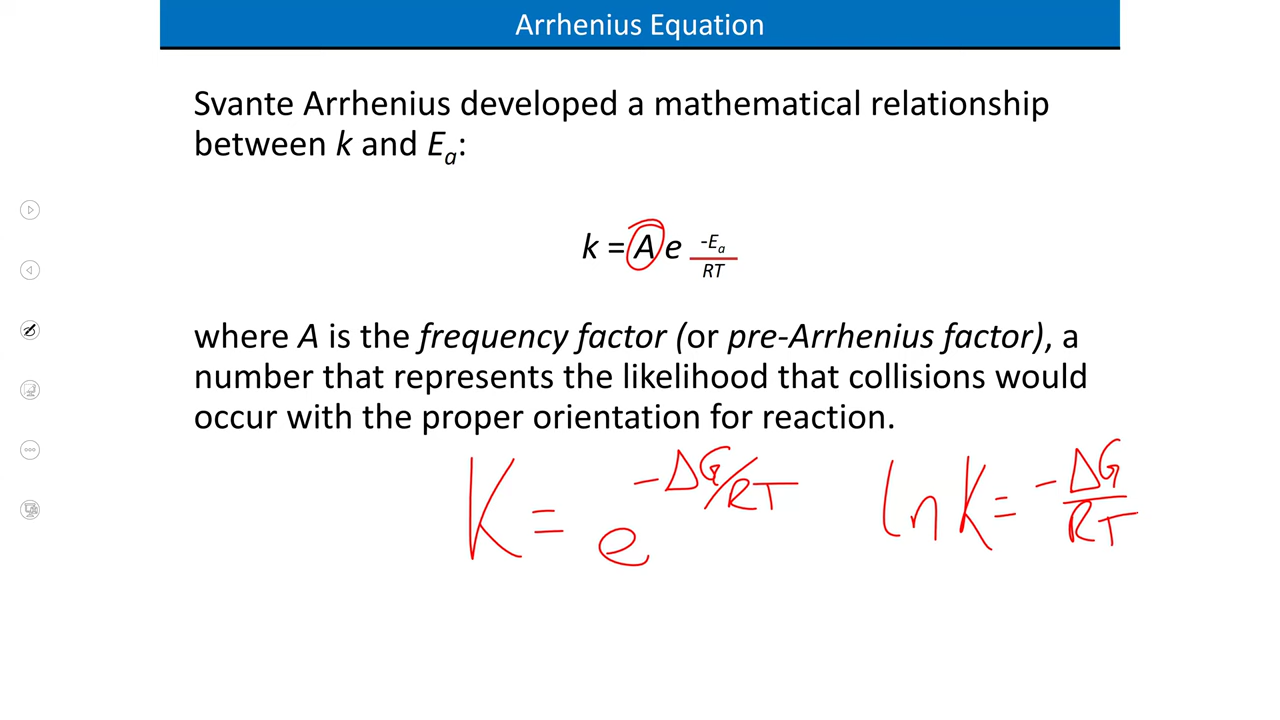 Arrhenius Equation
Svante Arrhenius developed a mathematical relationship
between k and Eₐ:
k = A e -Eₐ/RT
where A is the frequency factor (or pre-Arrhenius factor), a
number that represents the likelihood that collisions would
occur with the proper orientation for reaction.
K = e -ΔG/RT ln K = -ΔG/RT